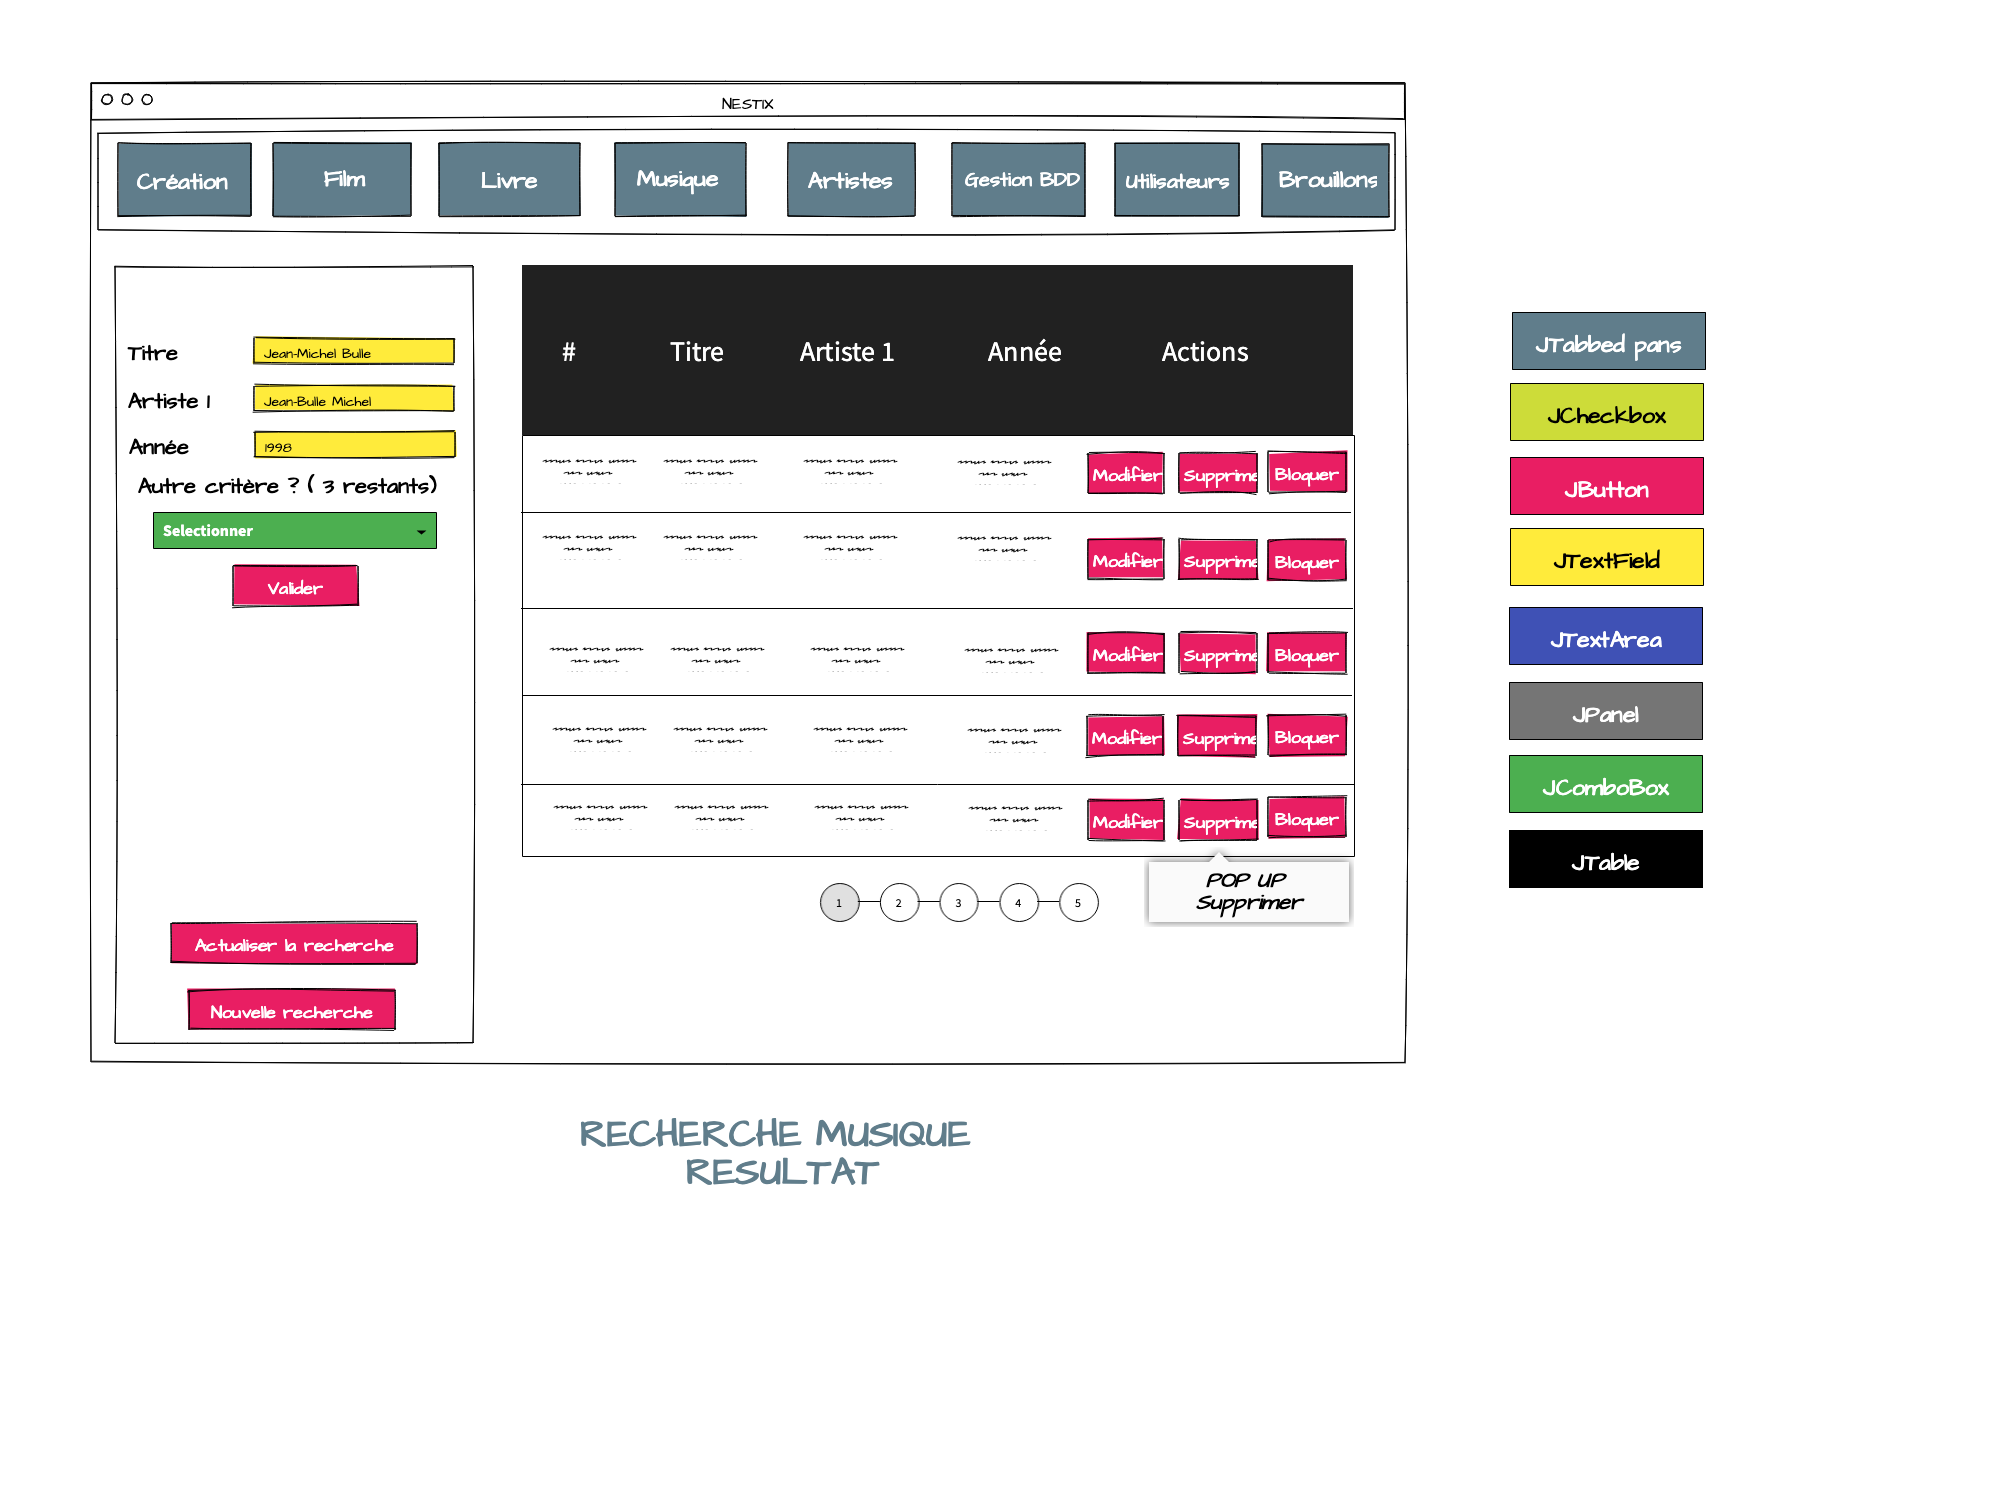 NESTIX
Création Film Livre Musique Artistes Gestion BDD Utilisateurs Brouillons
Titre Jean-Michel Bulle
Artiste 1 Jean-Bulle Michel
Année 1998
Autre critère ? ( 3 restants)
Selectionner
Valider
Actualiser la recherche
Nouvelle recherche
# Titre Artiste 1 Année Actions
Modifier Supprime Bloquer
Modifier Supprime Bloquer
Modifier Supprime Bloquer
Modifier Supprime Bloquer
Modifier Supprime Bloquer
1 2 3 4 5
POP UP
Supprimer
JTabbed pans
JCheckbox
JButton
JTextField
JTextArea
JPanel
JComboBox
JTable
RECHERCHE MUSIQUE
RESULTAT